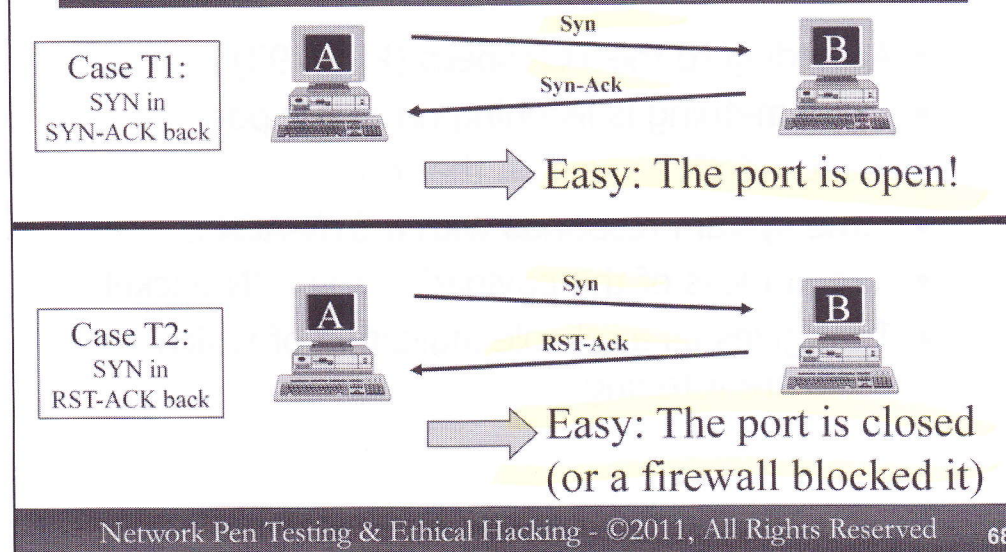 Case T1:
SYN in
SYN-ACK back
A
Syn
Syn-Ack
B
Easy: The port is open!
Case T2:
SYN in
RST-ACK back
A
Syn
RST-Ack
B
Easy: The port is closed
(or a firewall blocked it)
Network Pen Testing & Ethical Hacking - ©2011, All Rights Reserved